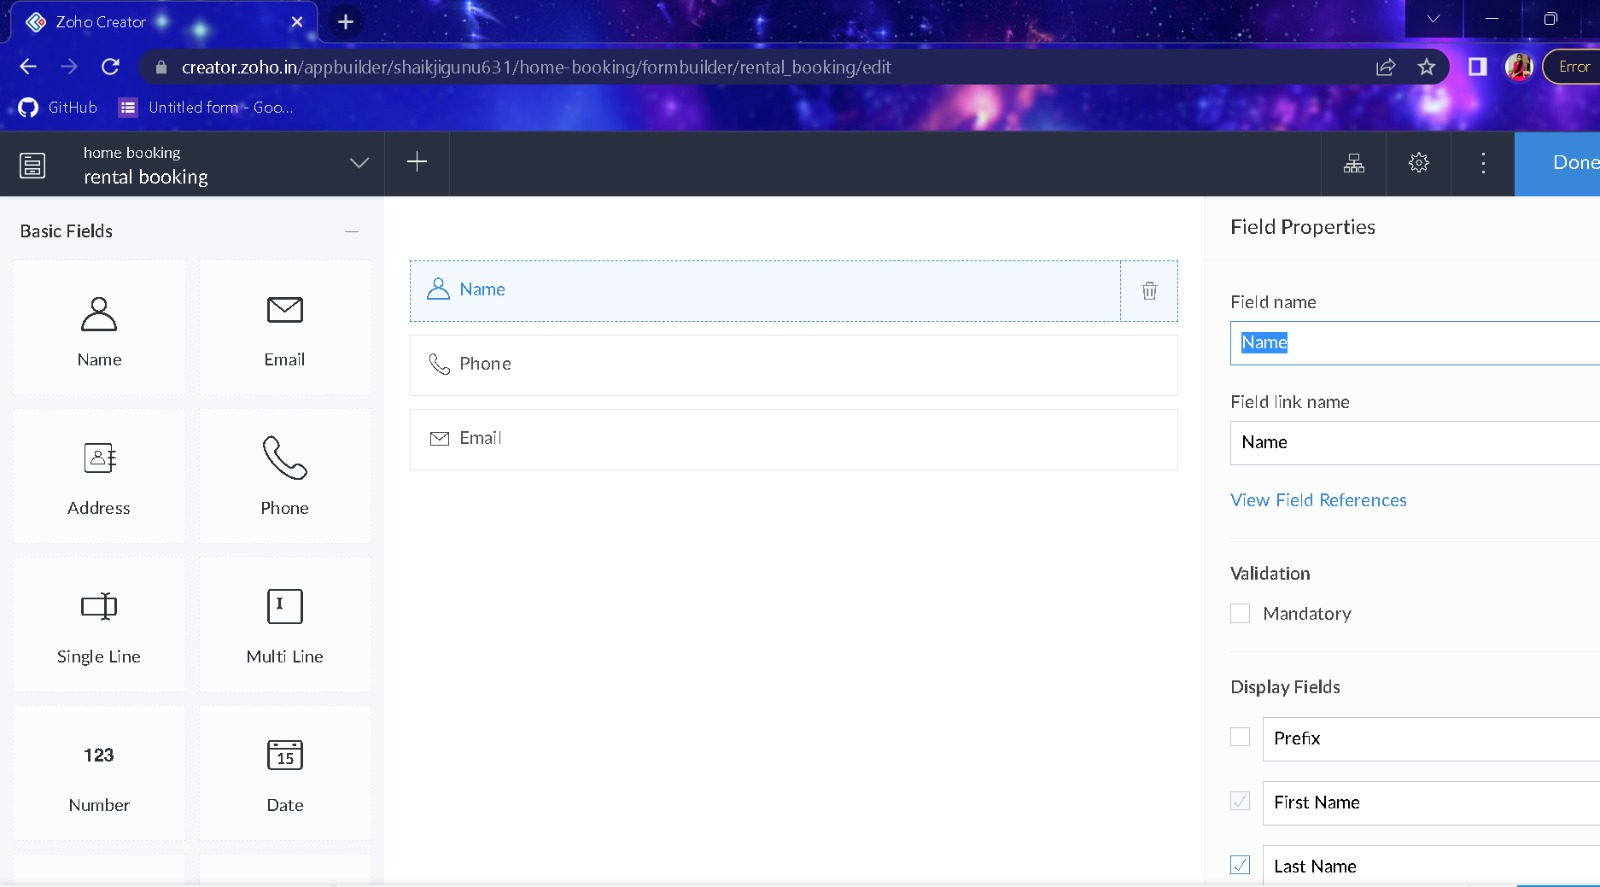 Zoho Creator
creator.zoho.in/appbuilder/shaikjigunu631/home-booking/formbuilder/rental_booking/edit
Error
GitHub
Untitled form - Goo...
home booking
rental booking
Done
Basic Fields
Name
Email
Address
Phone
Single Line
I
Multi Line
123
Number
15
Date
Name
Phone
Email
Field Properties
Field name
Name
Field link name
Name
View Field References
Validation
Mandatory
Display Fields
Prefix
First Name
Last Name